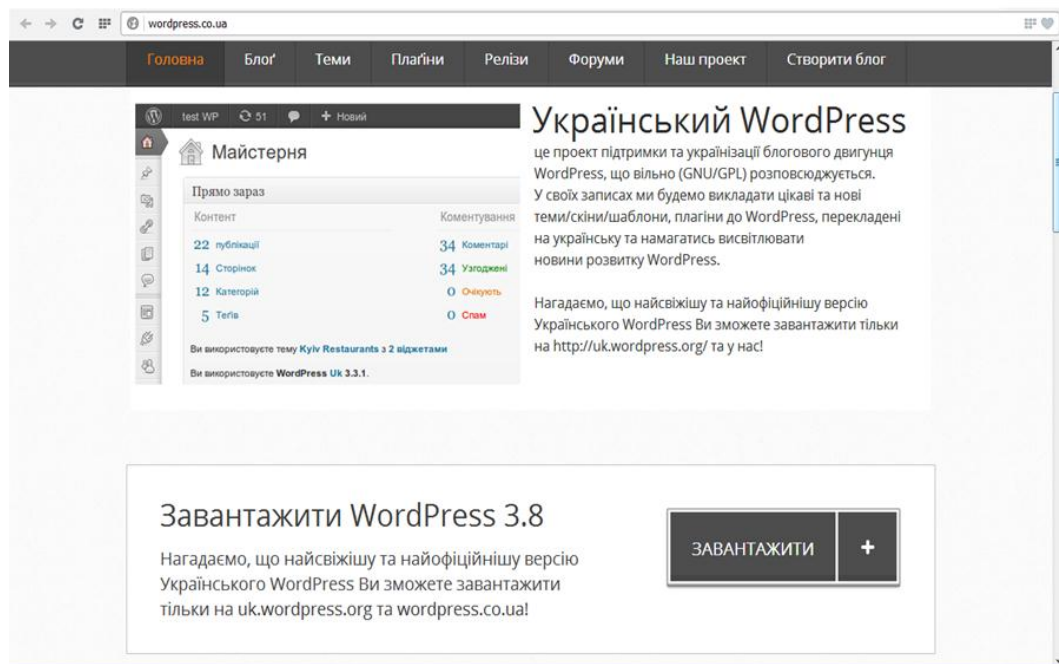 wordpress.co.ua
Головна Блоґ Теми Плаґіни Релізи Форуми Наш проект Створити блог
test WP 51 + Новий
Майстерня
Прямо зараз
Контент Коментування
22 публікації 34 Коментарі
14 Сторінок 34 Узгоджені
12 Категорій 0 Очікують
5 Теґів 0 Спам
Ви використовуєте тему Kyiv Restaurants з 2 віджетами
Ви використовуєте WordPress Uk 3.3.1.
Український WordPress
це проект підтримки та українізації блогового двигунця
WordPress, що вільно (GNU/GPL) розповсюджується.
У своїх записах ми будемо викладати цікаві та нові
теми/скіни/шаблони, плагіни до WordPress, перекладені
на українську та намагатись висвітлювати
новини розвитку WordPress.
Нагадаємо, що найсвіжішу та найофіційнішу версію
Українського WordPress Ви зможете завантажити тільки
на http://uk.wordpress.org/ та у нас!
Завантажити WordPress 3.8
Нагадаємо, що найсвіжішу та найофіційнішу версію
Українського WordPress Ви зможете завантажити
тільки на uk.wordpress.org та wordpress.co.ua!
ЗАВАНТАЖИТИ +